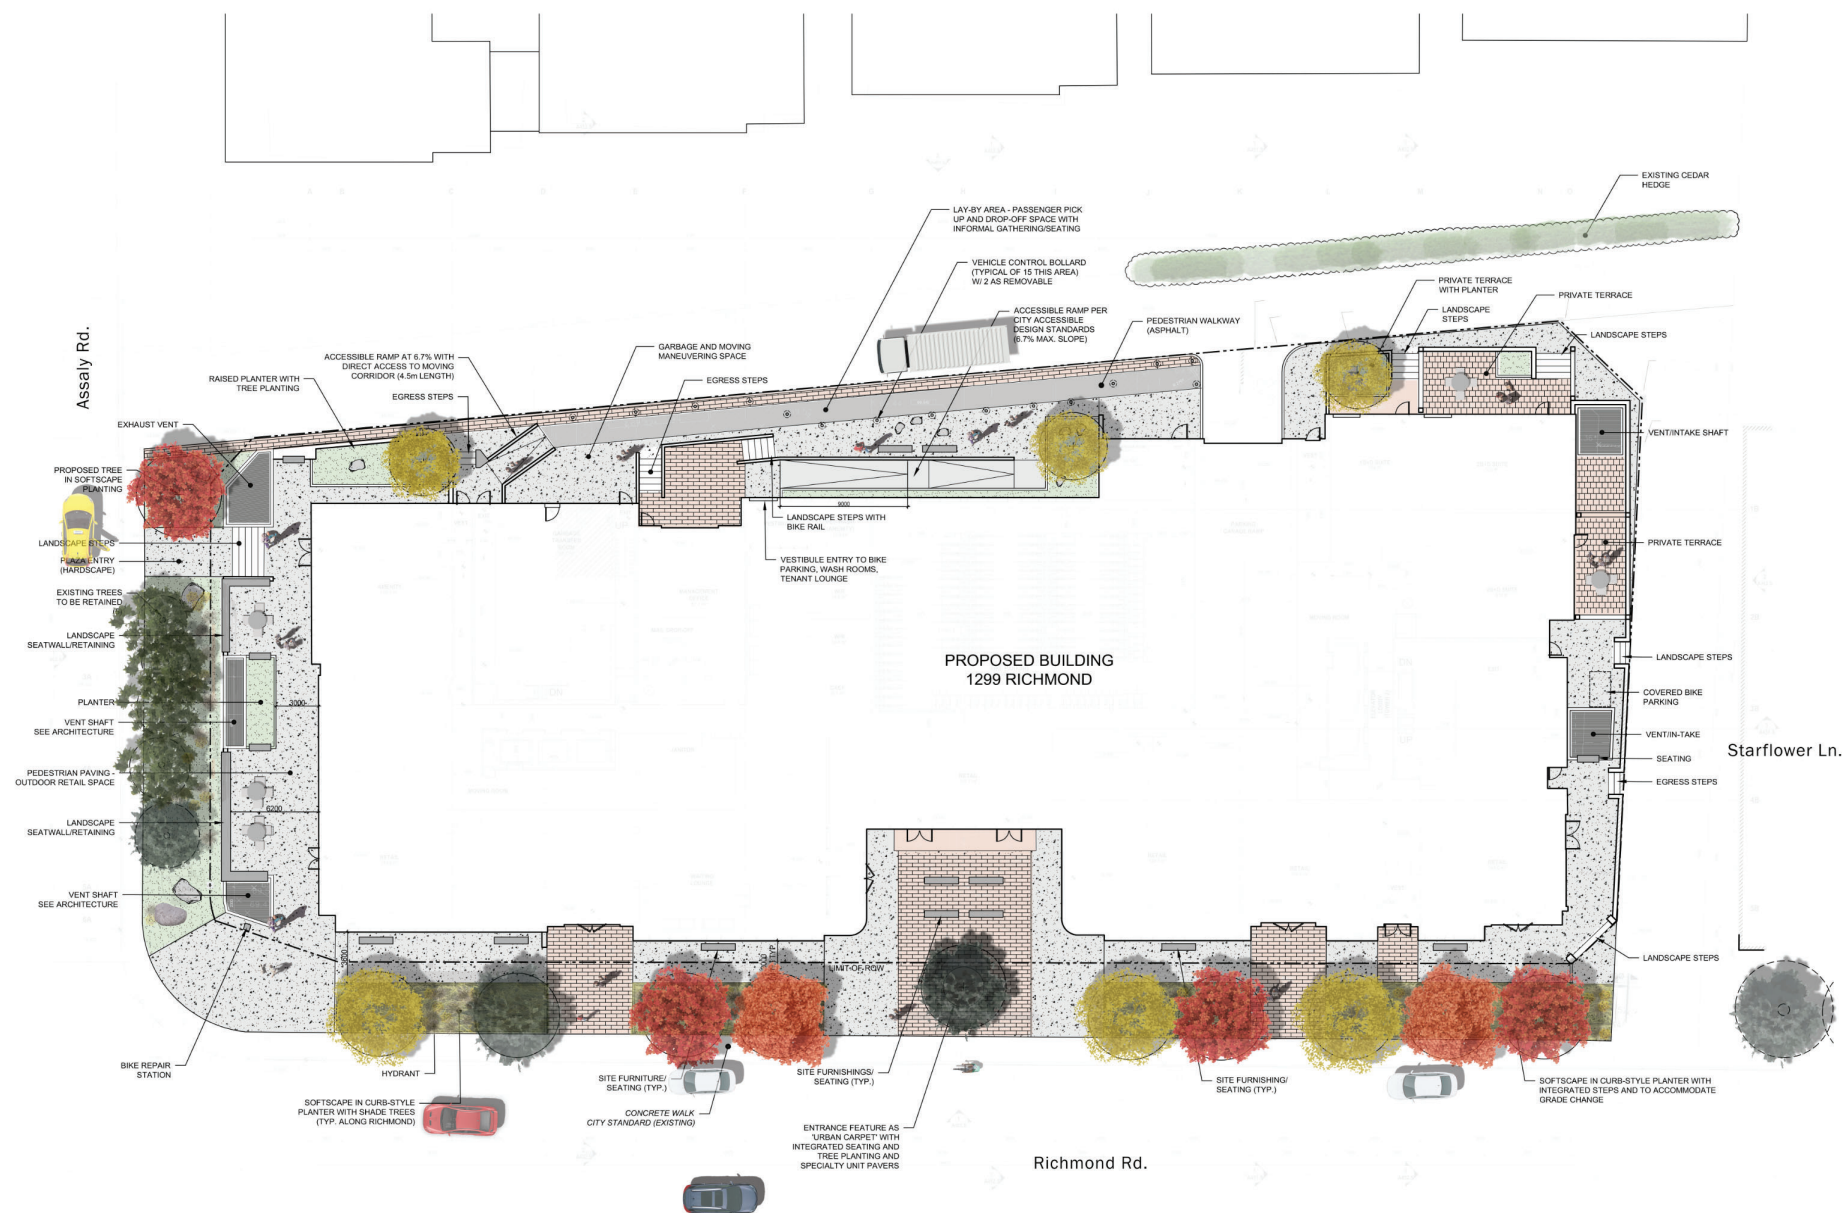 EXISTING CEDAR
HEDGE
LAY-BY AREA - PASSENGER PICK
UP AND DROP-OFF SPACE WITH
INFORMAL GATHERING/SEATING
VEHICLE CONTROL BOLLARD
(TYPICAL OF 15 THIS AREA)
W/ 2 AS REMOVABLE
PRIVATE TERRACE
WITH PLANTER
PRIVATE TERRACE
LANDSCAPE
STEPS
ACCESSIBLE RAMP PER
CITY ACCESSIBLE
DESIGN STANDARDS
(6.7% MAX. SLOPE)
PEDESTRIAN WALKWAY
(ASPHALT)
LANDSCAPE STEPS
Assaly Rd.
GARBAGE AND MOVING
MANEUVERING SPACE
ACCESSIBLE RAMP AT 6.7% WITH
DIRECT ACCESS TO MOVING
CORRIDOR (4.5m LENGTH)
RAISED PLANTER WITH
TREE PLANTING
EGRESS STEPS
EGRESS STEPS
EXHAUST VENT
VENT/INTAKE SHAFT
PROPOSED TREE
IN SOFTSCAPE
PLANTING
9000
LANDSCAPE STEPS WITH
BIKE RAIL
LANDSCAPE STEPS
PLAZA ENTRY
(HARDSCAPE)
VESTIBULE ENTRY TO BIKE
PARKING, WASH ROOMS,
TENANT LOUNGE
PRIVATE TERRACE
EXISTING TREES
TO BE RETAINED
LANDSCAPE
SEATWALL/RETAINING
PROPOSED BUILDING
1299 RICHMOND
LANDSCAPE STEPS
COVERED BIKE
PARKING
PLANTER
3000
VENT SHAFT
SEE ARCHITECTURE
VENT/IN-TAKE
Starflower Ln.
SEATING
PEDESTRIAN PAVING -
OUTDOOR RETAIL SPACE
EGRESS STEPS
6200
LANDSCAPE
SEATWALL/RETAINING
VENT SHAFT
SEE ARCHITECTURE
LIMIT OF ROW
LANDSCAPE STEPS
BIKE REPAIR
STATION
HYDRANT
SITE FURNITURE/
SEATING (TYP.)
SITE FURNISHINGS/
SEATING (TYP.)
SITE FURNISHING/
SEATING (TYP.)
SOFTSCAPE IN CURB-STYLE PLANTER WITH
INTEGRATED STEPS AND TO ACCOMMODATE
GRADE CHANGE
SOFTSCAPE IN CURB-STYLE
PLANTER WITH SHADE TREES
(TYP. ALONG RICHMOND)
CONCRETE WALK
CITY STANDARD (EXISTING)
ENTRANCE FEATURE AS
'URBAN CARPET' WITH
INTEGRATED SEATING AND
TREE PLANTING AND
SPECIALTY UNIT PAVERS
Richmond Rd.